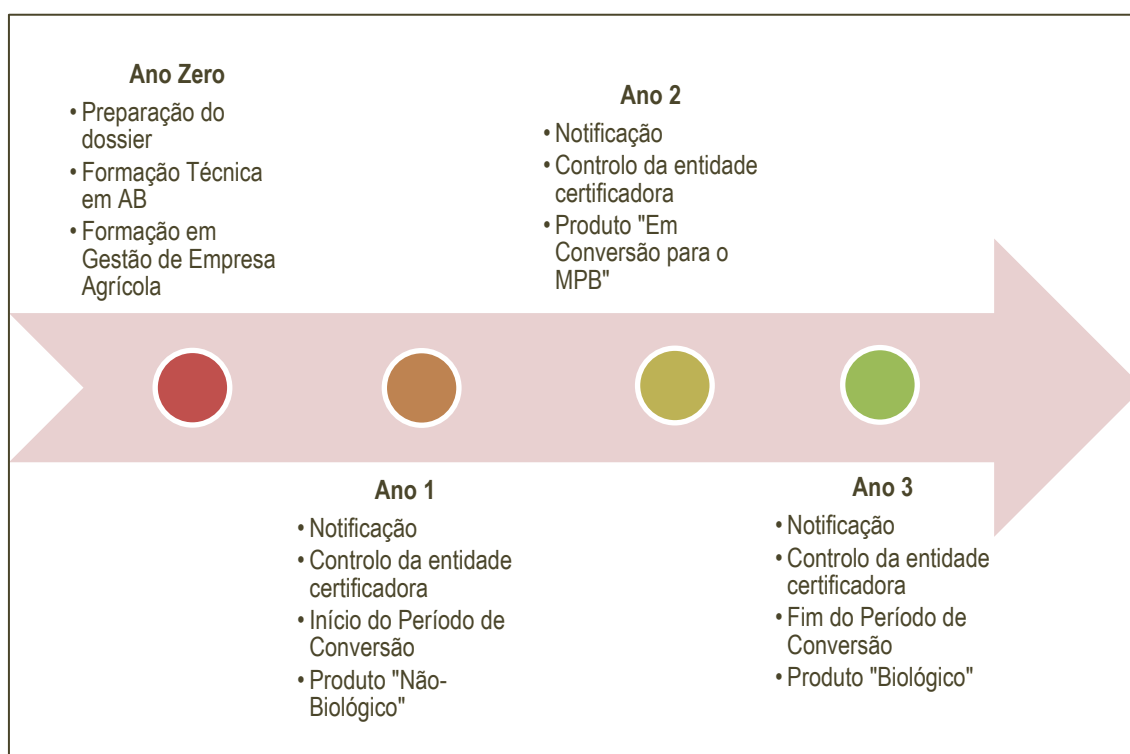 Ano Zero
• Preparação do
dossier
• Formação Técnica
em AB
• Formação em
Gestão de Empresa
Agrícola
Ano 1
• Notificação
• Controlo da entidade
certificadora
• Início do Período de
Conversão
• Produto "Não-
Biológico"
Ano 2
• Notificação
• Controlo da entidade
certificadora
• Produto "Em
Conversão para o
MPB"
Ano 3
• Notificação
• Controlo da entidade
certificadora
• Fim do Período de
Conversão
• Produto "Biológico"